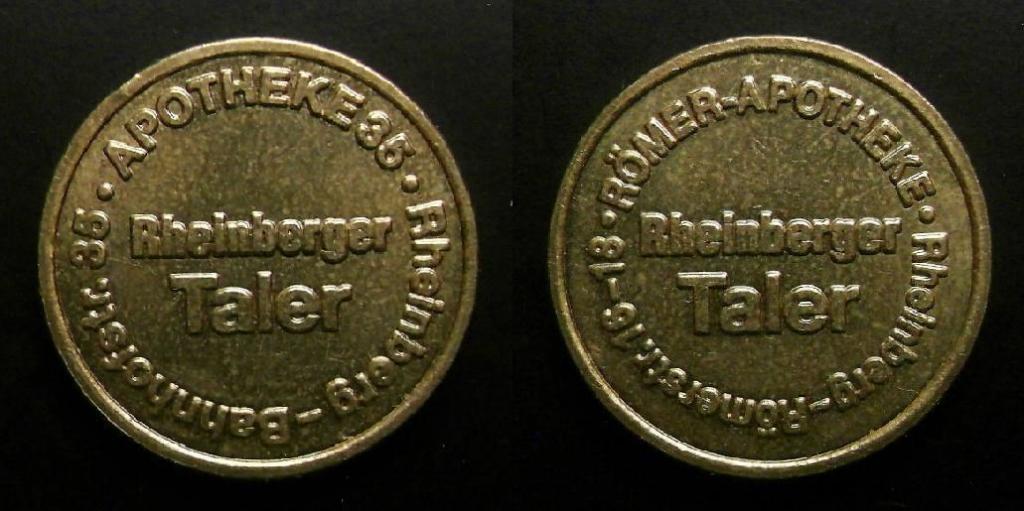 • APOTHEKE 35 • Rheinberg – Bahnhofstr. 35
Rheinberger
Taler
• RÖMER-APOTHEKE • Rheinberg – Römerstr. 16–18
Rheinberger
Taler